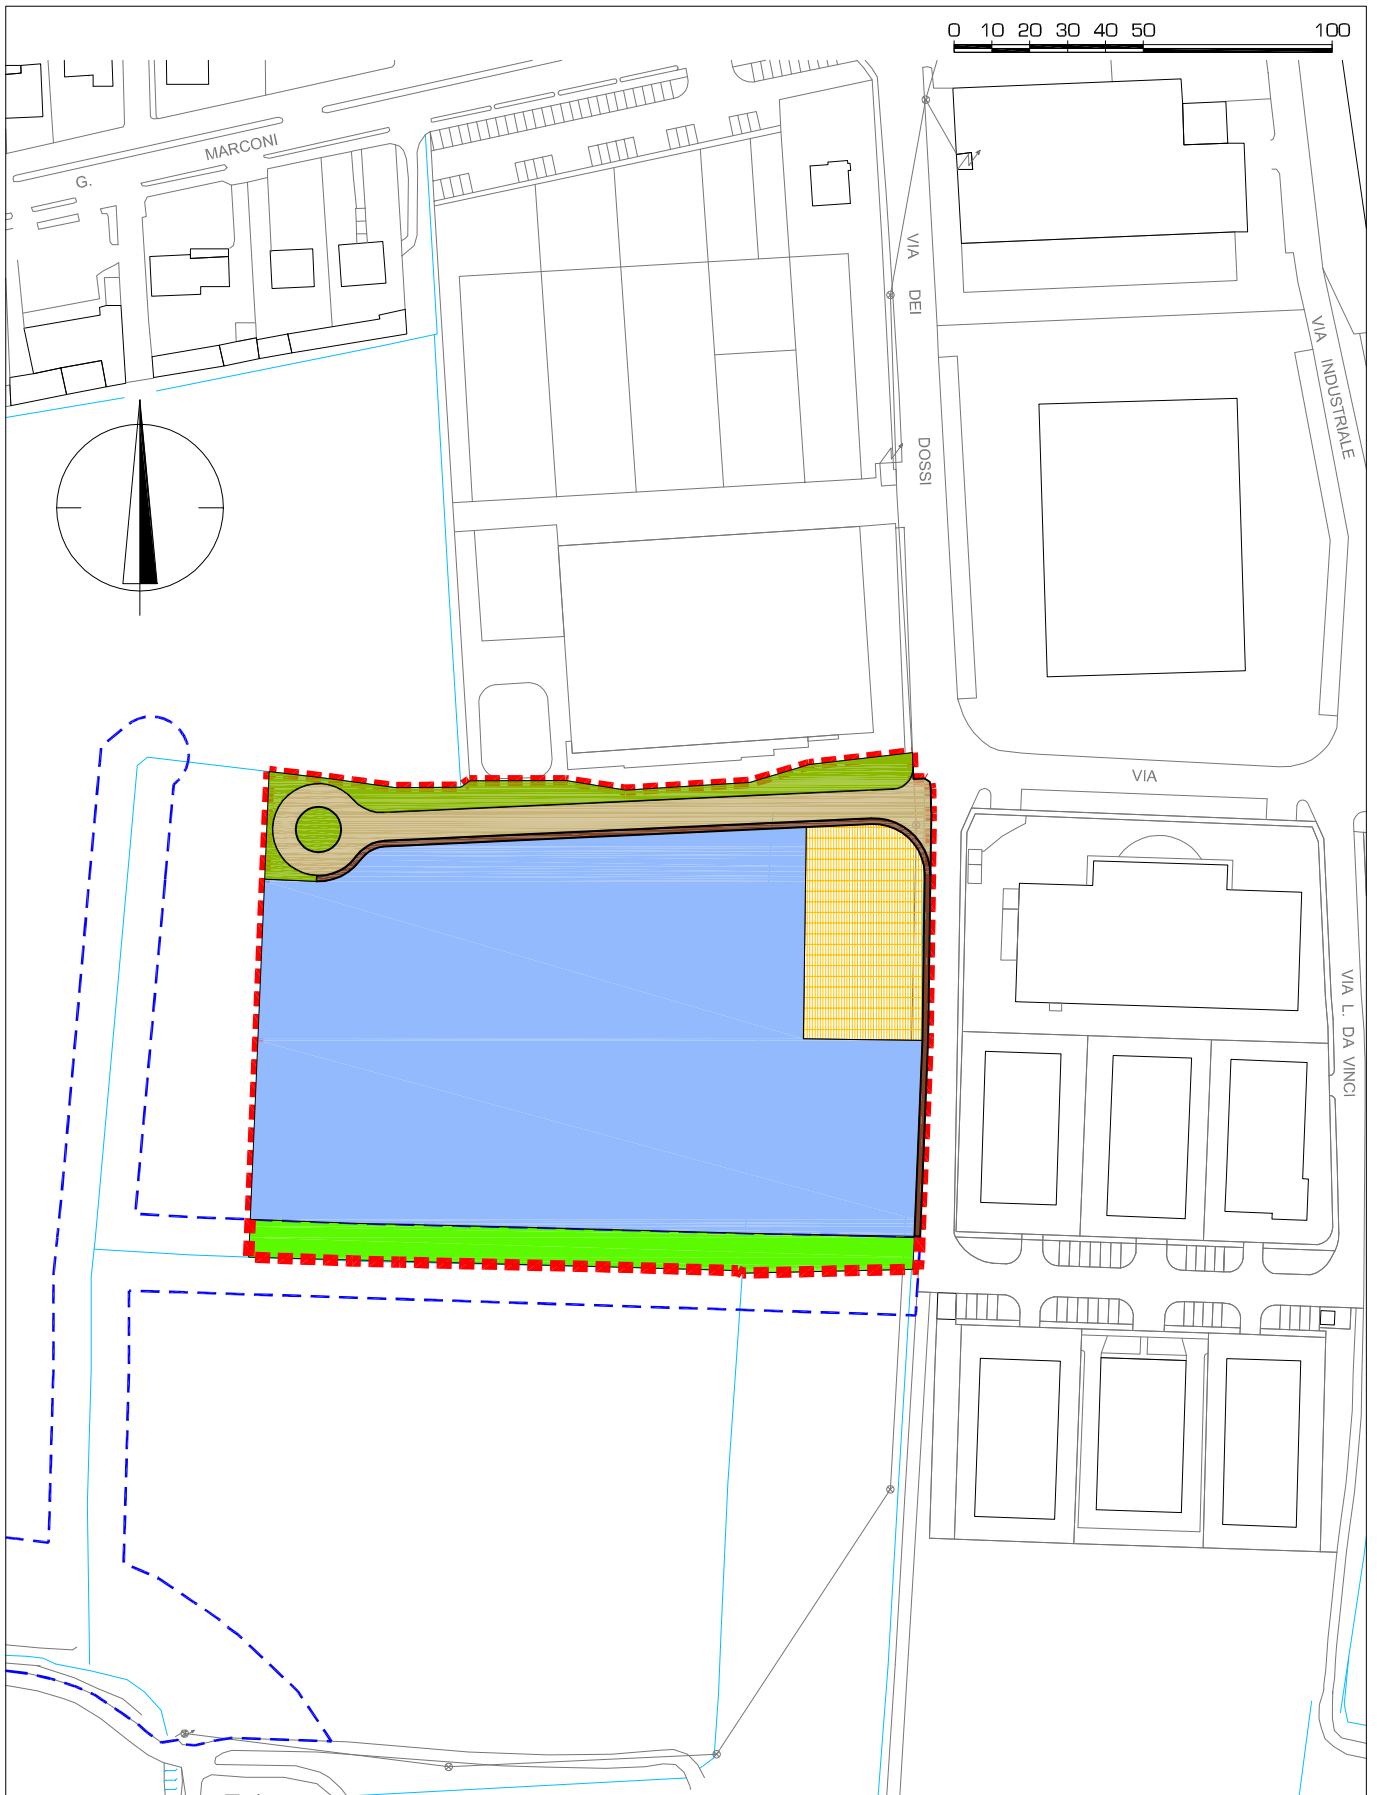 0 10 20 30 40 50 100
G. MARCONI
VIA DEI DOSSI
VIA INDUSTRIALE
VIA
VIA L. DA VINCI